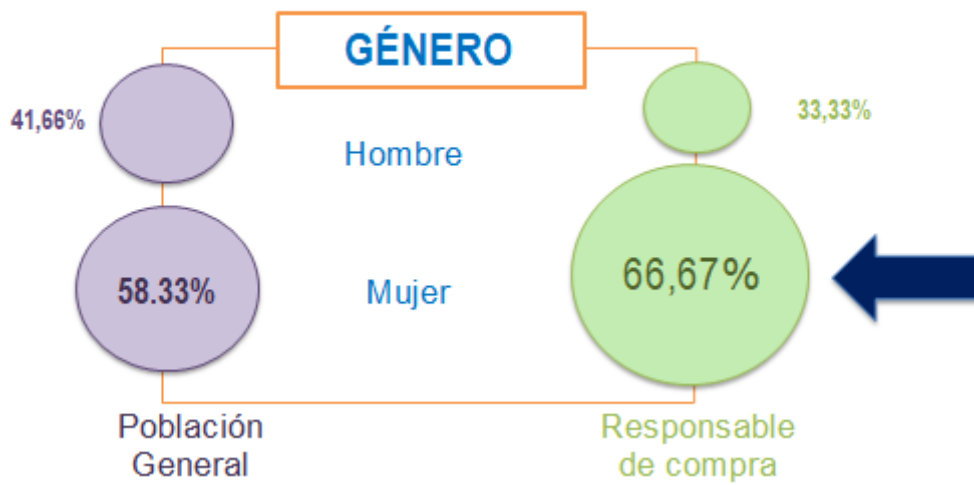 GÉNERO
41,66%
33,33%
Hombre
58.33%
Mujer
66,67%
Población
General
Responsable
de compra